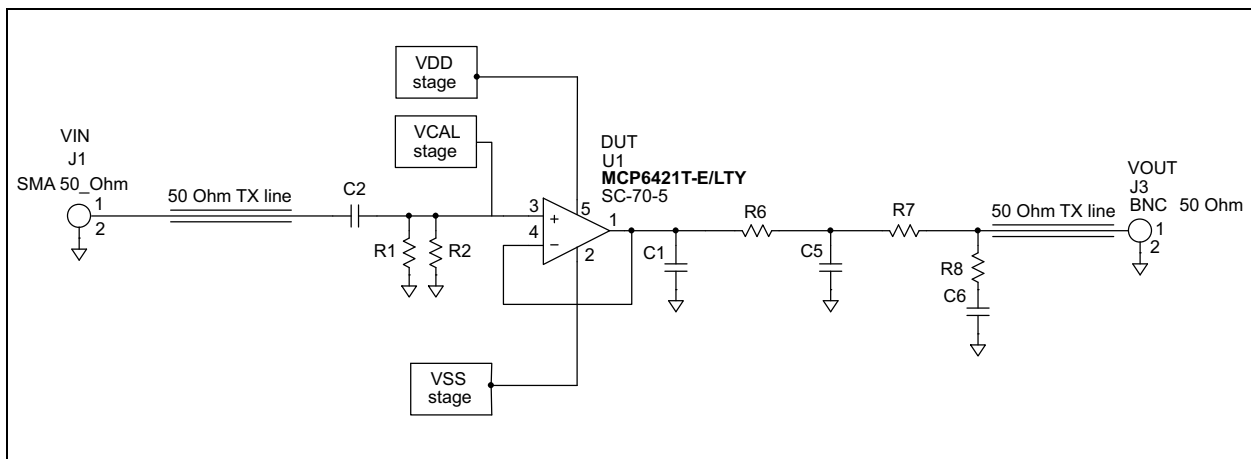 VDD
stage
VCAL
stage
VIN
J1
SMA 50_Ohm
1
2
50 Ohm TX line
C2
R1
R2
DUT
U1
MCP6421T-E/LTY
SC-70-5
3
+
4
−
5
1
2
C1
R6
C5
R7
R8
C6
50 Ohm TX line
VOUT
J3
BNC 50 Ohm
1
2
VSS
stage